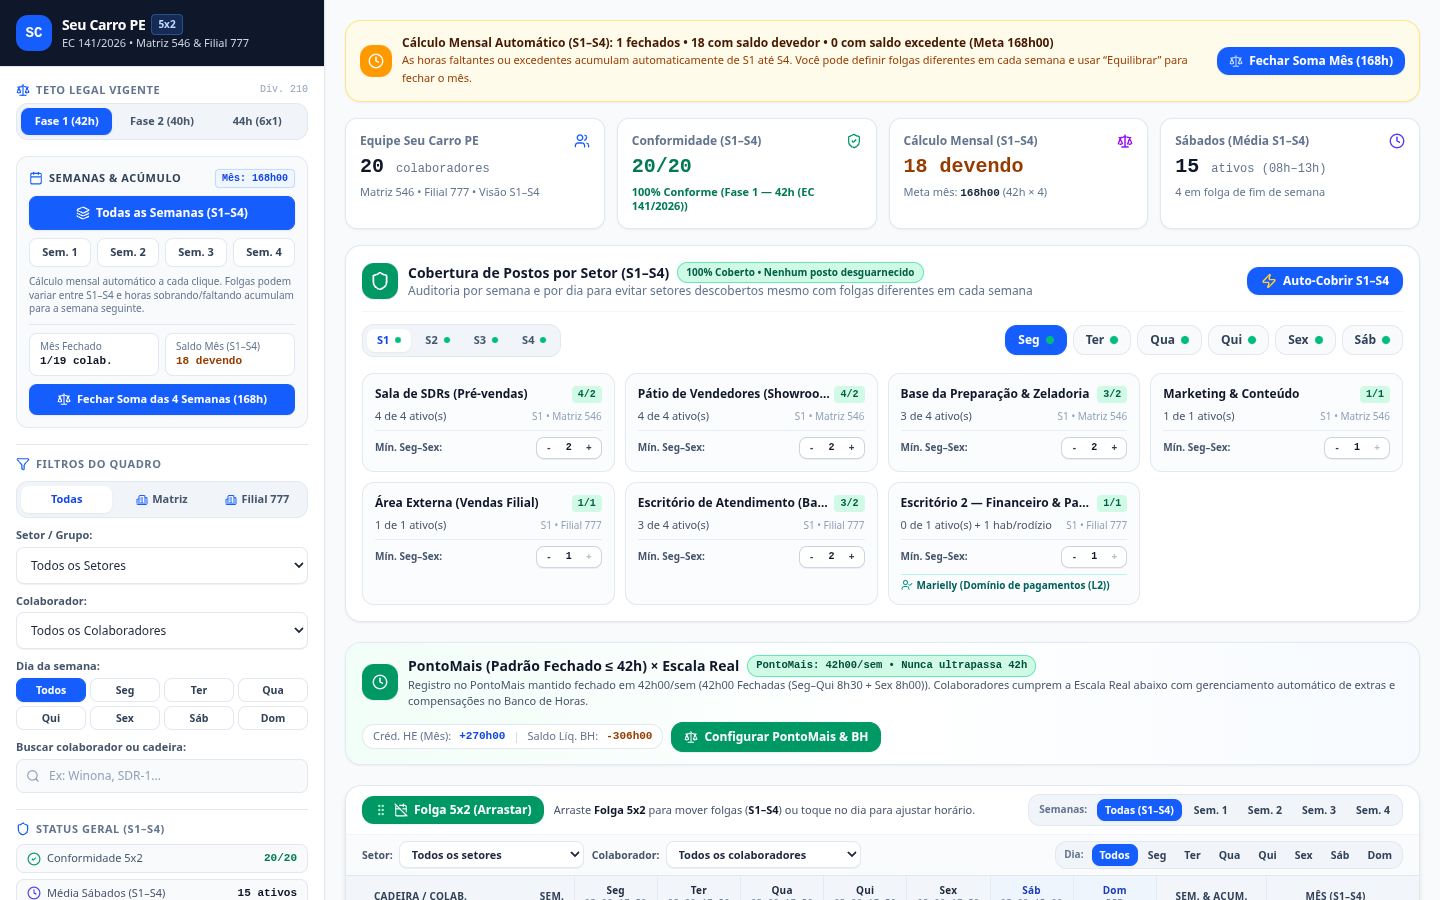 SC
Seu Carro PE 5x2
EC 141/2026 • Matriz 546 & Filial 777
TETO LEGAL VIGENTE Div. 210
Fase 1 (42h) Fase 2 (40h) 44h (6x1)
SEMANAS & ACÚMULO Mês: 168h00
Todas as Semanas (S1–S4)
Sem. 1 Sem. 2 Sem. 3 Sem. 4
Cálculo mensal automático a cada clique. Folgas podem
variar entre S1–S4 e horas sobrando/faltando acumulam
para a semana seguinte.
Mês Fechado Saldo Mês (S1–S4)
1/19 colab. 18 devendo
Fechar Soma das 4 Semanas (168h)
FILTROS DO QUADRO
Todas Matriz Filial 777
Setor / Grupo:
Todos os Setores
Colaborador:
Todos os Colaboradores
Dia da semana:
Todos Seg Ter Qua
Qui Sex Sáb Dom
Buscar colaborador ou cadeira:
Ex: Winona, SDR-1...
STATUS GERAL (S1–S4)
Conformidade 5x2 20/20
Média Sábados (S1–S4) 15 ativos
Cálculo Mensal Automático (S1–S4): 1 fechados • 18 com saldo devedor • 0 com saldo excedente (Meta 168h00)
As horas faltantes ou excedentes acumulam automaticamente de S1 até S4. Você pode definir folgas diferentes em cada semana e usar “Equilibrar” para
fechar o mês.
Fechar Soma Mês (168h)
Equipe Seu Carro PE
20 colaboradores
Matriz 546 • Filial 777 • Visão S1–S4
Conformidade (S1–S4)
20/20
100% Conforme (Fase 1 — 42h (EC
141/2026))
Cálculo Mensal (S1–S4)
18 devendo
Meta mês: 168h00 (42h × 4)
Sábados (Média S1–S4)
15 ativos (08h–13h)
4 em folga de fim de semana
Cobertura de Postos por Setor (S1–S4) 100% Coberto • Nenhum posto desguarnecido
Auditoria por semana e por dia para evitar setores descobertos mesmo com folgas diferentes em cada semana
Auto-Cobrir S1–S4
S1 S2 S3 S4
Seg Ter Qua Qui Sex Sáb
Sala de SDRs (Pré-vendas) 4/2
4 de 4 ativo(s) S1 • Matriz 546
Mín. Seg–Sex: - 2 +
Pátio de Vendedores (Showroo... 4/2
4 de 4 ativo(s) S1 • Matriz 546
Mín. Seg–Sex: - 2 +
Base da Preparação & Zeladoria 3/2
3 de 4 ativo(s) S1 • Matriz 546
Mín. Seg–Sex: - 2 +
Marketing & Conteúdo 1/1
1 de 1 ativo(s) S1 • Matriz 546
Mín. Seg–Sex: - 1 +
Área Externa (Vendas Filial) 1/1
1 de 1 ativo(s) S1 • Filial 777
Mín. Seg–Sex: - 1 +
Escritório de Atendimento (Ba... 3/2
3 de 4 ativo(s) S1 • Filial 777
Mín. Seg–Sex: - 2 +
Escritório 2 — Financeiro & Pa... 1/1
0 de 1 ativo(s) + 1 hab/rodízio S1 • Filial 777
Mín. Seg–Sex: - 1 +
Marielly (Domínio de pagamentos (L2))
PontoMais (Padrão Fechado ≤ 42h) × Escala Real PontoMais: 42h00/sem • Nunca ultrapassa 42h
Registro no PontoMais mantido fechado em 42h00/sem (42h00 Fechadas (Seg–Qui 8h30 + Sex 8h00)). Colaboradores cumprem a Escala Real abaixo com gerenciamento automático de extras e
compensações no Banco de Horas.
Créd. HE (Mês): +270h00 | Saldo Líq. BH: -306h00 Configurar PontoMais & BH
Folga 5x2 (Arrastar) Arraste Folga 5x2 para mover folgas (S1–S4) ou toque no dia para ajustar horário.
Semanas: Todas (S1–S4) Sem. 1 Sem. 2 Sem. 3 Sem. 4
Setor: Todos os setores Colaborador: Todos os colaboradores
Dia: Todos Seg Ter Qua Qui Sex Sáb Dom
CADEIRA / COLAB. SEM. Seg Ter Qua Qui Sex Sáb Dom SEM. & ACUM. MÊS (S1–S4)